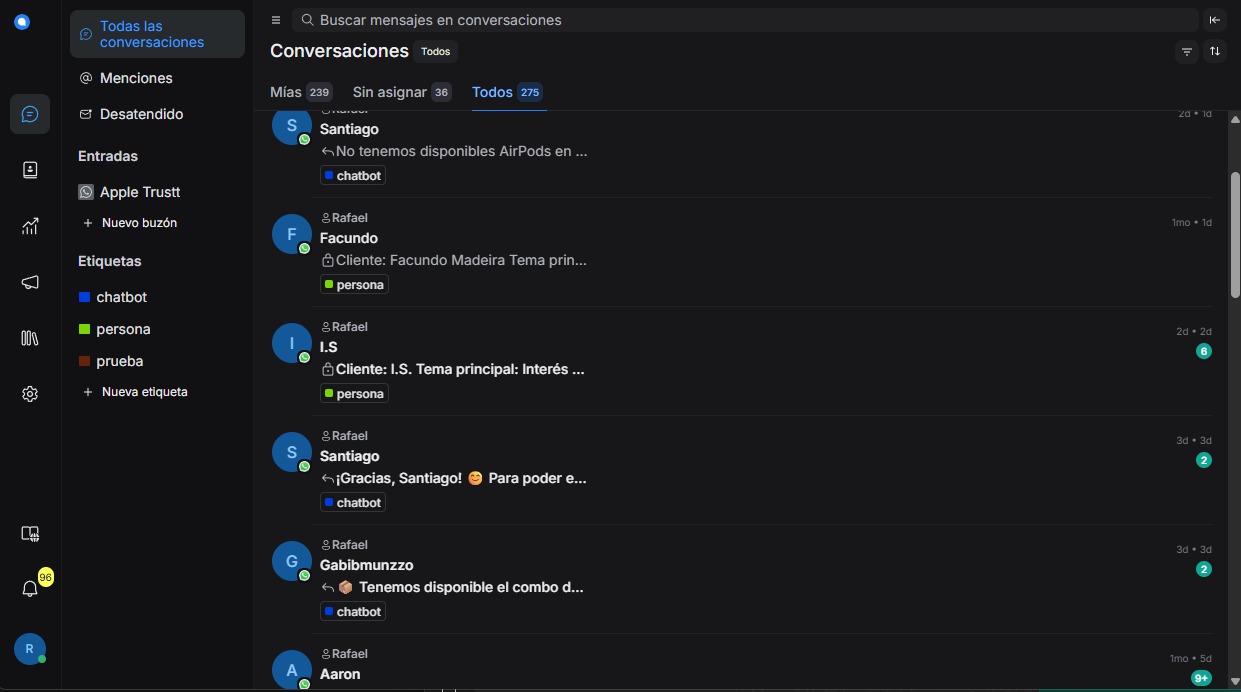 Todas las
conversaciones
Menciones
Desatendido
Entradas
Apple Trustt
Nuevo buzón
Etiquetas
chatbot
persona
prueba
Nueva etiqueta
96
R
Buscar mensajes en conversaciones
Conversaciones Todos
Mías 239 Sin asignar 36 Todos 275
Rafael
S Santiago 2d • 1d
No tenemos disponibles AirPods en ...
chatbot
Rafael
F Facundo 1mo • 1d
Cliente: Facundo Madeira Tema prin...
persona
Rafael
I I.S 2d • 2d
Cliente: I.S. Tema principal: Interés ... 6
persona
Rafael
S Santiago 3d • 3d
¡Gracias, Santiago! 😊 Para poder e... 2
chatbot
Rafael
G Gabibmunzzo 3d • 3d
📦 Tenemos disponible el combo d... 2
chatbot
Rafael
A Aaron 1mo • 5d
9+